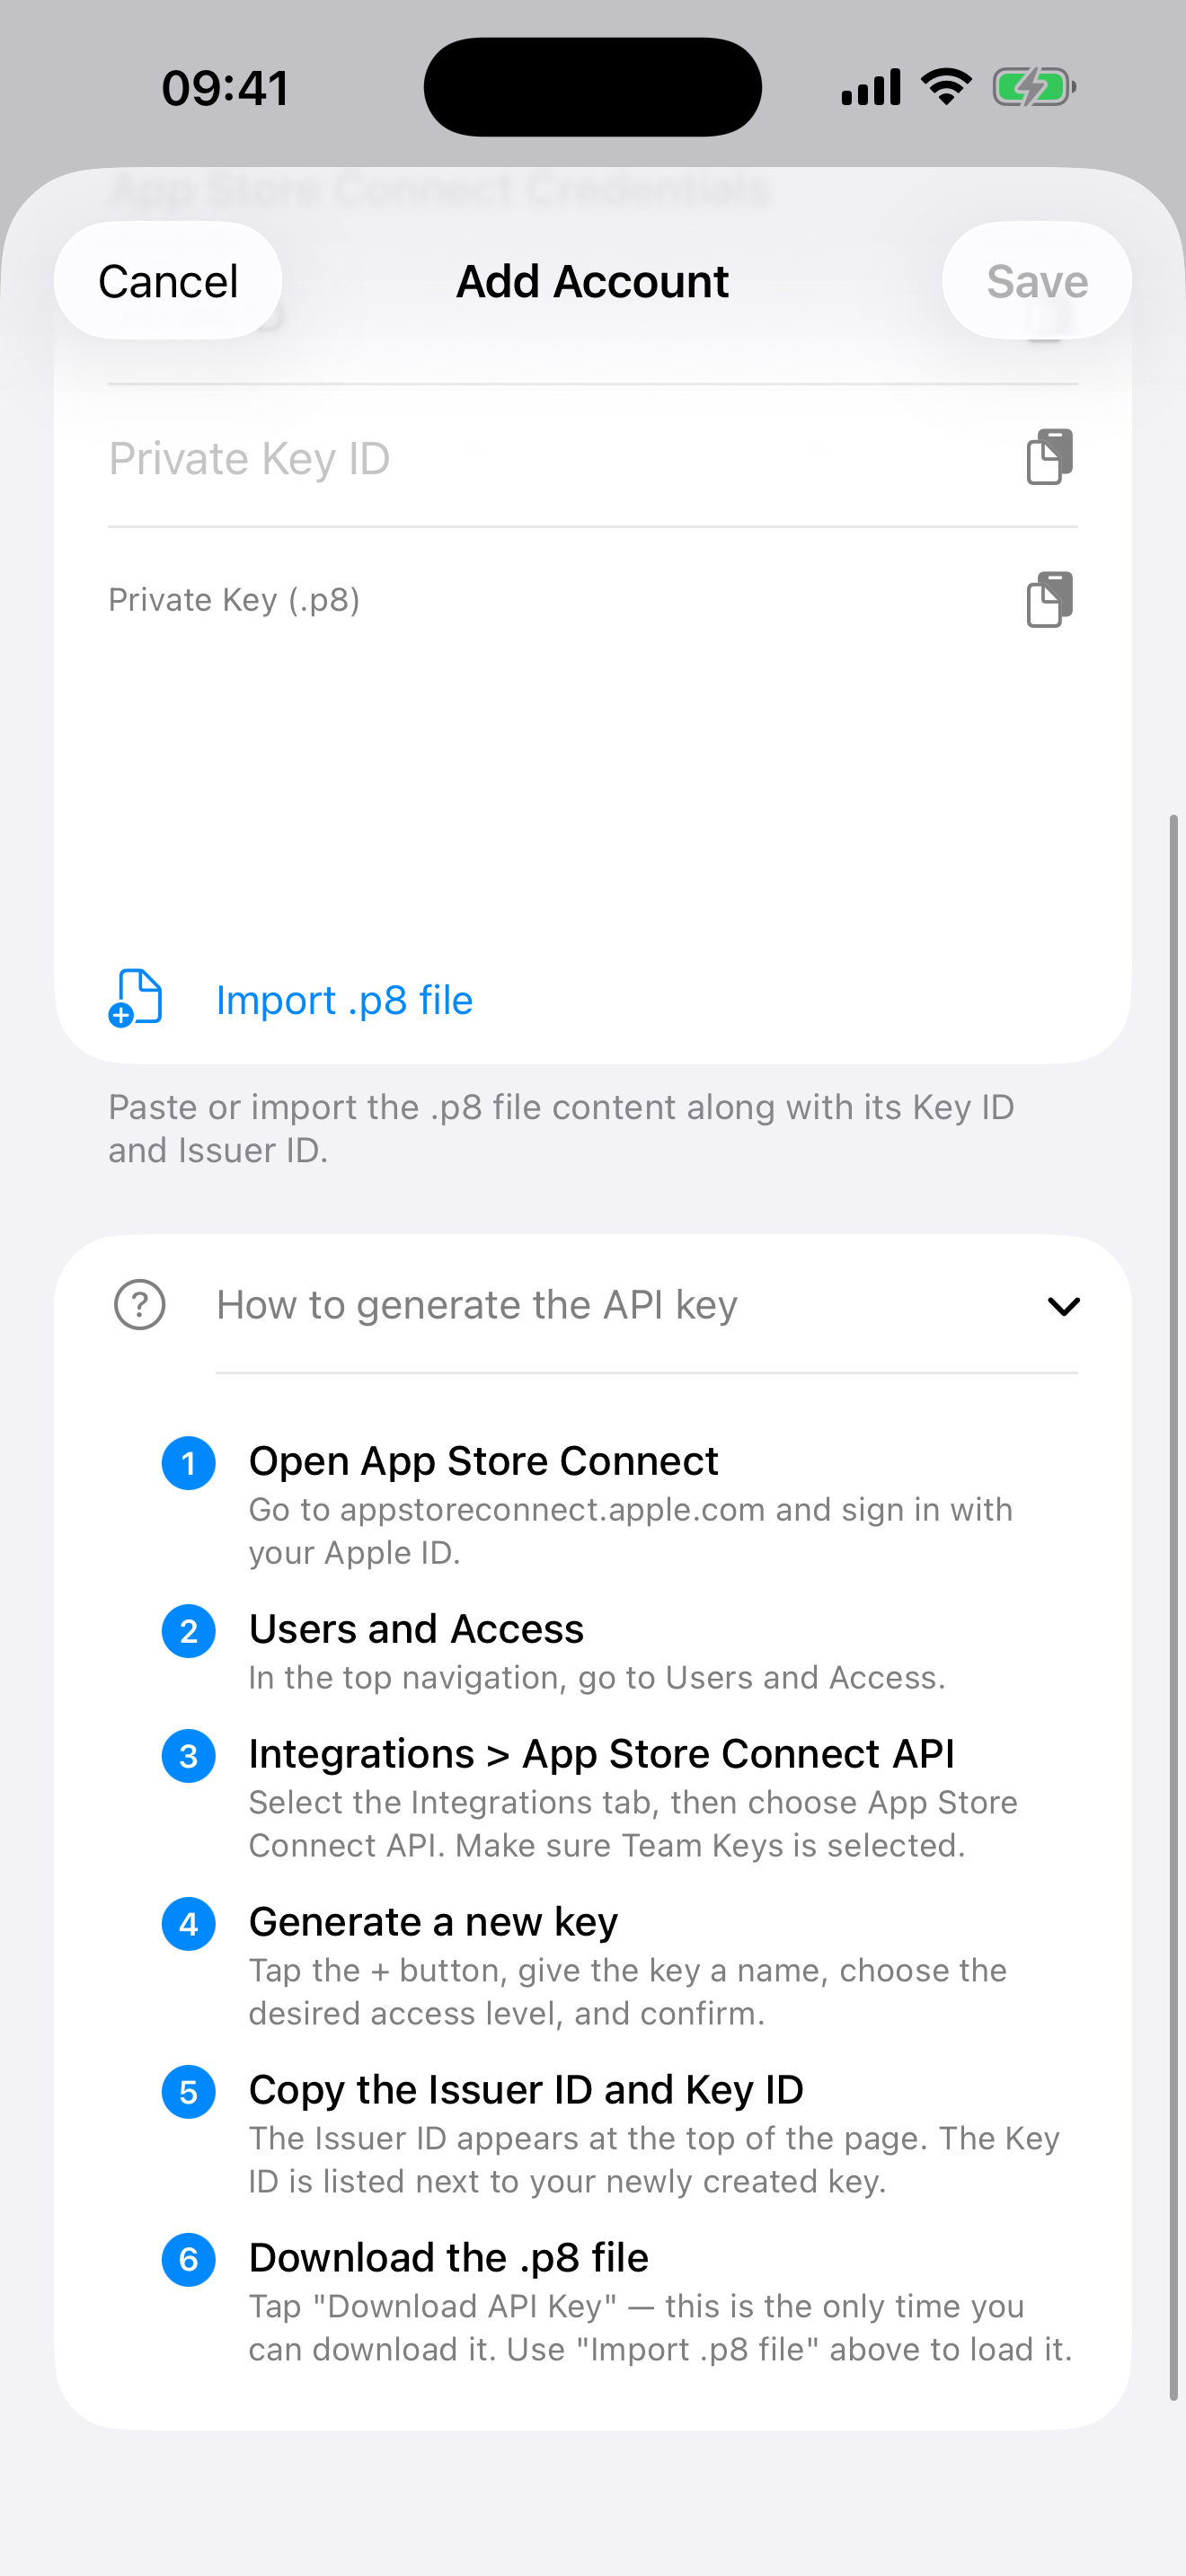 09:41
App Store Connect Credentials
Cancel
Add Account
Save
Private Key ID
Private Key (.p8)
Import .p8 file
Paste or import the .p8 file content along with its Key ID
and Issuer ID.
How to generate the API key
1
Open App Store Connect
Go to appstoreconnect.apple.com and sign in with
your Apple ID.
2
Users and Access
In the top navigation, go to Users and Access.
3
Integrations > App Store Connect API
Select the Integrations tab, then choose App Store
Connect API. Make sure Team Keys is selected.
4
Generate a new key
Tap the + button, give the key a name, choose the
desired access level, and confirm.
5
Copy the Issuer ID and Key ID
The Issuer ID appears at the top of the page. The Key
ID is listed next to your newly created key.
6
Download the .p8 file
Tap "Download API Key" — this is the only time you
can download it. Use "Import .p8 file" above to load it.